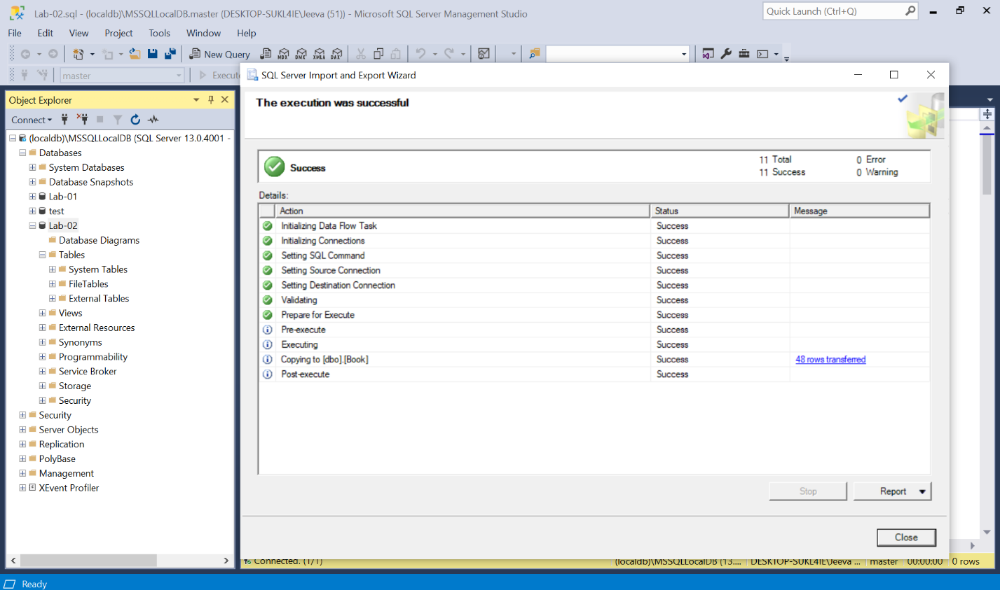 Lab-02.sql - (localdb)\MSSQLLocalDB.master (DESKTOP-SUKL4IE\Jeeva (51)) - Microsoft SQL Server Management Studio
Quick Launch (Ctrl+Q)
File Edit View Project Tools Window Help
New Query MDX DMX XMLA DAX
master Execute
SQL Server Import and Export Wizard
Object Explorer
Connect
(localdb)\MSSQLLocalDB (SQL Server 13.0.4001 -
Databases
System Databases
Database Snapshots
Lab-01
test
Lab-02
Database Diagrams
Tables
System Tables
FileTables
External Tables
Views
External Resources
Synonyms
Programmability
Service Broker
Storage
Security
Security
Server Objects
Replication
PolyBase
Management
XEvent Profiler
The execution was successful
Success
11 Total 0 Error
11 Success 0 Warning
Details:
Action Status Message
Initializing Data Flow Task Success
Initializing Connections Success
Setting SQL Command Success
Setting Source Connection Success
Setting Destination Connection Success
Validating Success
Prepare for Execute Success
Pre-execute Success
Executing Success
Copying to [dbo].[Book] Success 48 rows transferred
Post-execute Success
Stop Report
Close
Connected. (1/1) (localdb)\MSSQLLocalDB (13.... DESKTOP-SUKL4IE\Jeeva ... master 00:00:00 0 rows
Ready